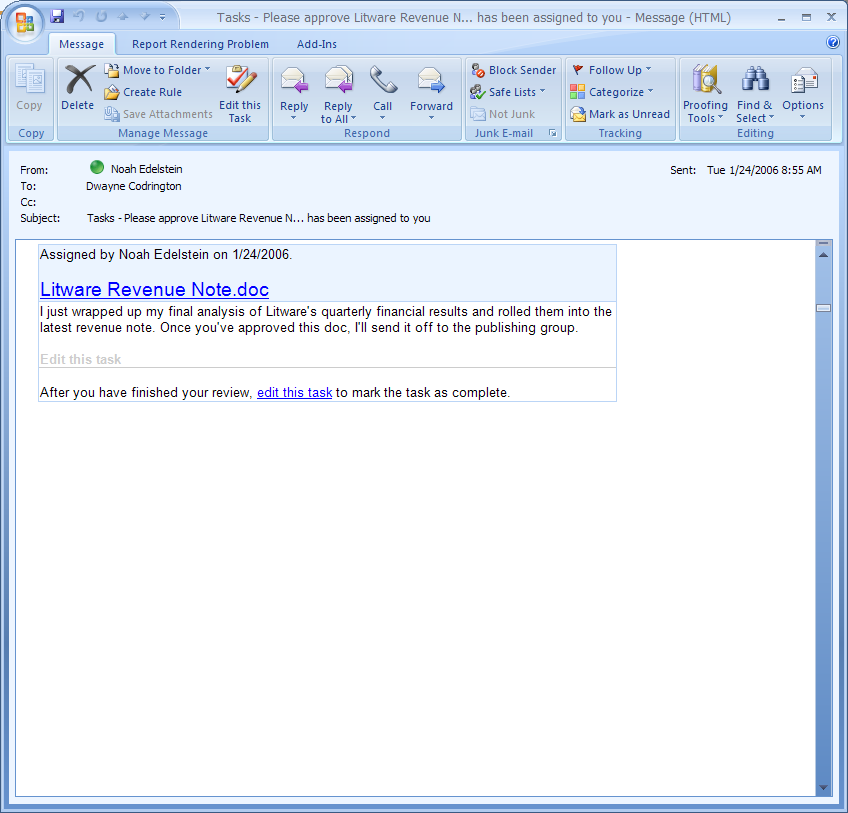 Tasks - Please approve Litware Revenue N... has been assigned to you - Message (HTML)
Message Report Rendering Problem Add-Ins
Copy
Delete
Move to Folder
Create Rule
Save Attachments
Edit this
Task
Reply
Reply
to All
Call
Forward
Block Sender
Safe Lists
Not Junk
Follow Up
Categorize
Mark as Unread
Proofing
Tools
Find &
Select
Options
Copy Manage Message Respond Junk E-mail Tracking Editing
From: Noah Edelstein Sent: Tue 1/24/2006 8:55 AM
To: Dwayne Codrington
Cc:
Subject: Tasks - Please approve Litware Revenue N... has been assigned to you
Assigned by Noah Edelstein on 1/24/2006.
Litware Revenue Note.doc
I just wrapped up my final analysis of Litware's quarterly financial results and rolled them into the
latest revenue note. Once you've approved this doc, I'll send it off to the publishing group.
Edit this task
After you have finished your review, edit this task to mark the task as complete.